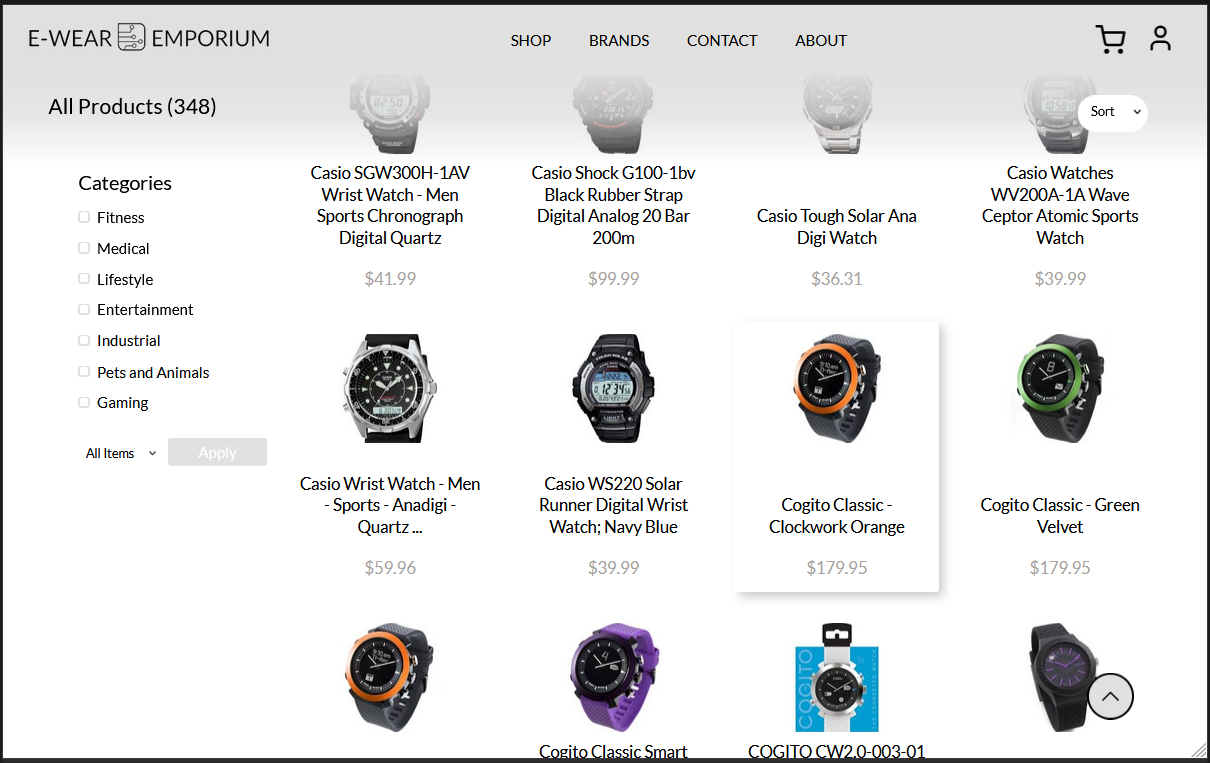 E-WEAR EMPORIUM
SHOP BRANDS CONTACT ABOUT
All Products (348)
Sort
Categories
Fitness
Medical
Lifestyle
Entertainment
Industrial
Pets and Animals
Gaming
All Items
Apply
Casio SGW300H-1AV
Wrist Watch - Men
Sports Chronograph
Digital Quartz
$41.99
Casio Shock G100-1bv
Black Rubber Strap
Digital Analog 20 Bar
200m
$99.99
Casio Tough Solar Ana
Digi Watch
$36.31
Casio Watches
WV200A-1A Wave
Ceptor Atomic Sports
Watch
$39.99
Casio Wrist Watch - Men
- Sports - Anadigi -
Quartz ...
$59.96
Casio WS220 Solar
Runner Digital Wrist
Watch; Navy Blue
$39.99
Cogito Classic -
Clockwork Orange
$179.95
Cogito Classic - Green
Velvet
$179.95
COGITO
Cogito Classic Smart
COGITO CW2.0-003-01